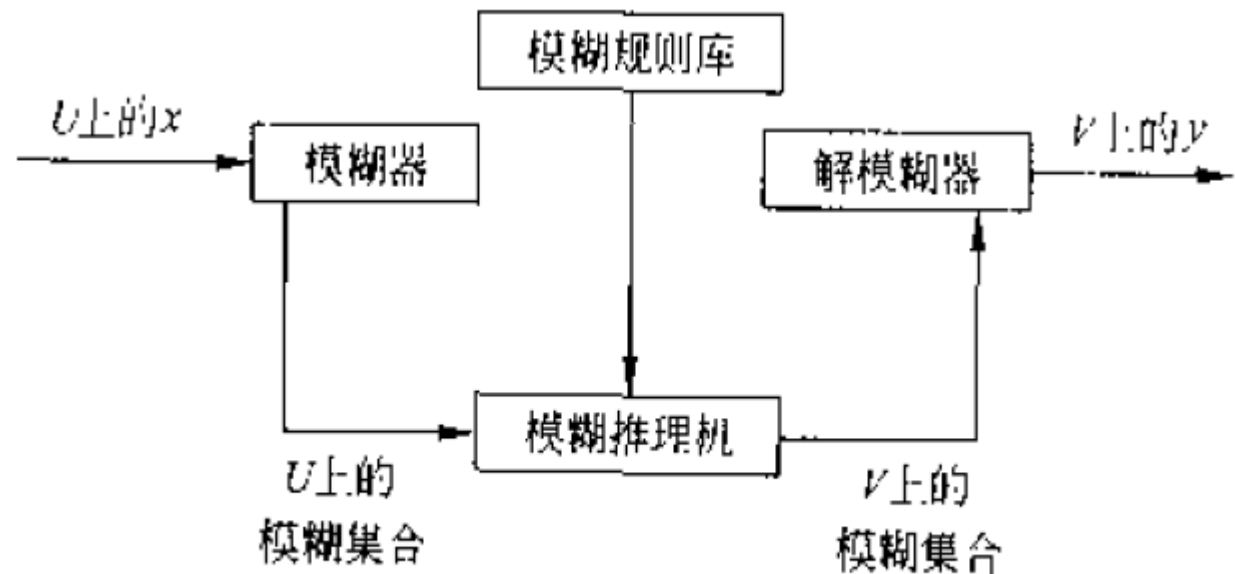 模糊规则库
U上的x
模糊器
解模糊器
V上的y
模糊推理机
U上的
模糊集合
V上的
模糊集合